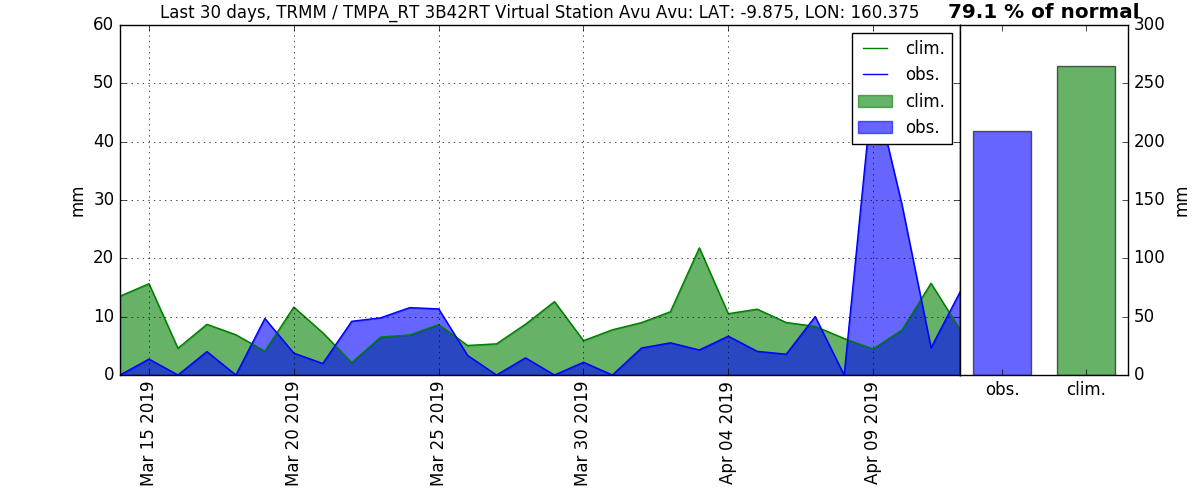 Last 30 days, TRMM / TMPA_RT 3B42RT Virtual Station Avu Avu: LAT: -9.875, LON: 160.375
79.1 % of normal
60
50
40
30
20
10
0
mm
clim.
obs.
clim.
obs.
Mar 15 2019
Mar 20 2019
Mar 25 2019
Mar 30 2019
Apr 04 2019
Apr 09 2019
300
250
200
150
100
50
0
mm
obs.
clim.